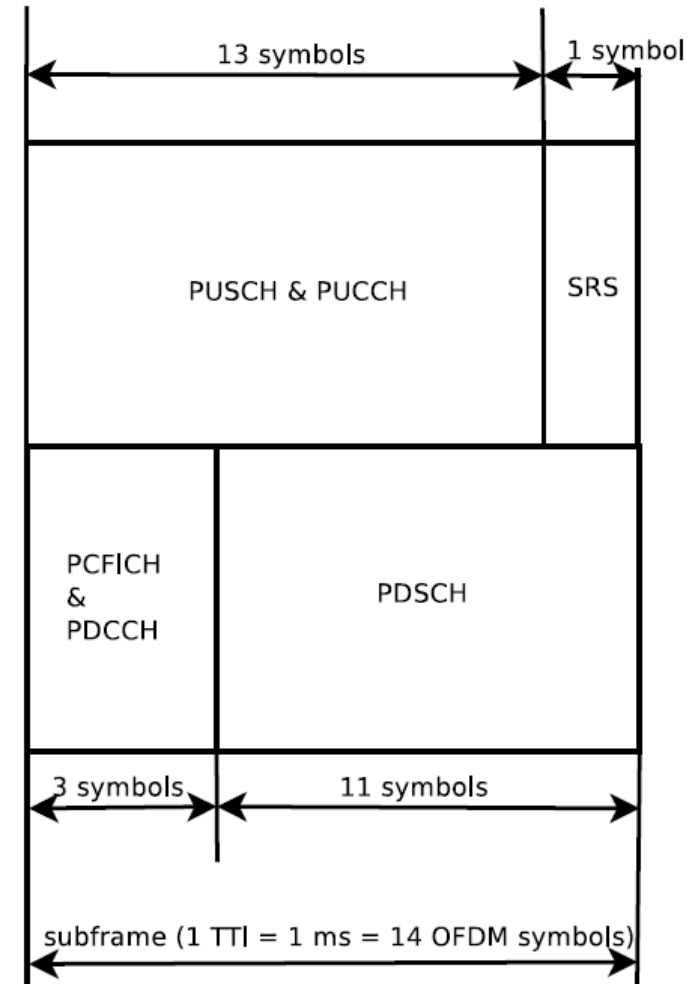 13 symbols
1 symbol
PUSCH & PUCCH
SRS
PCFICH
&
PDCCH
PDSCH
3 symbols
11 symbols
subframe (1 TTI = 1 ms = 14 OFDM symbols)